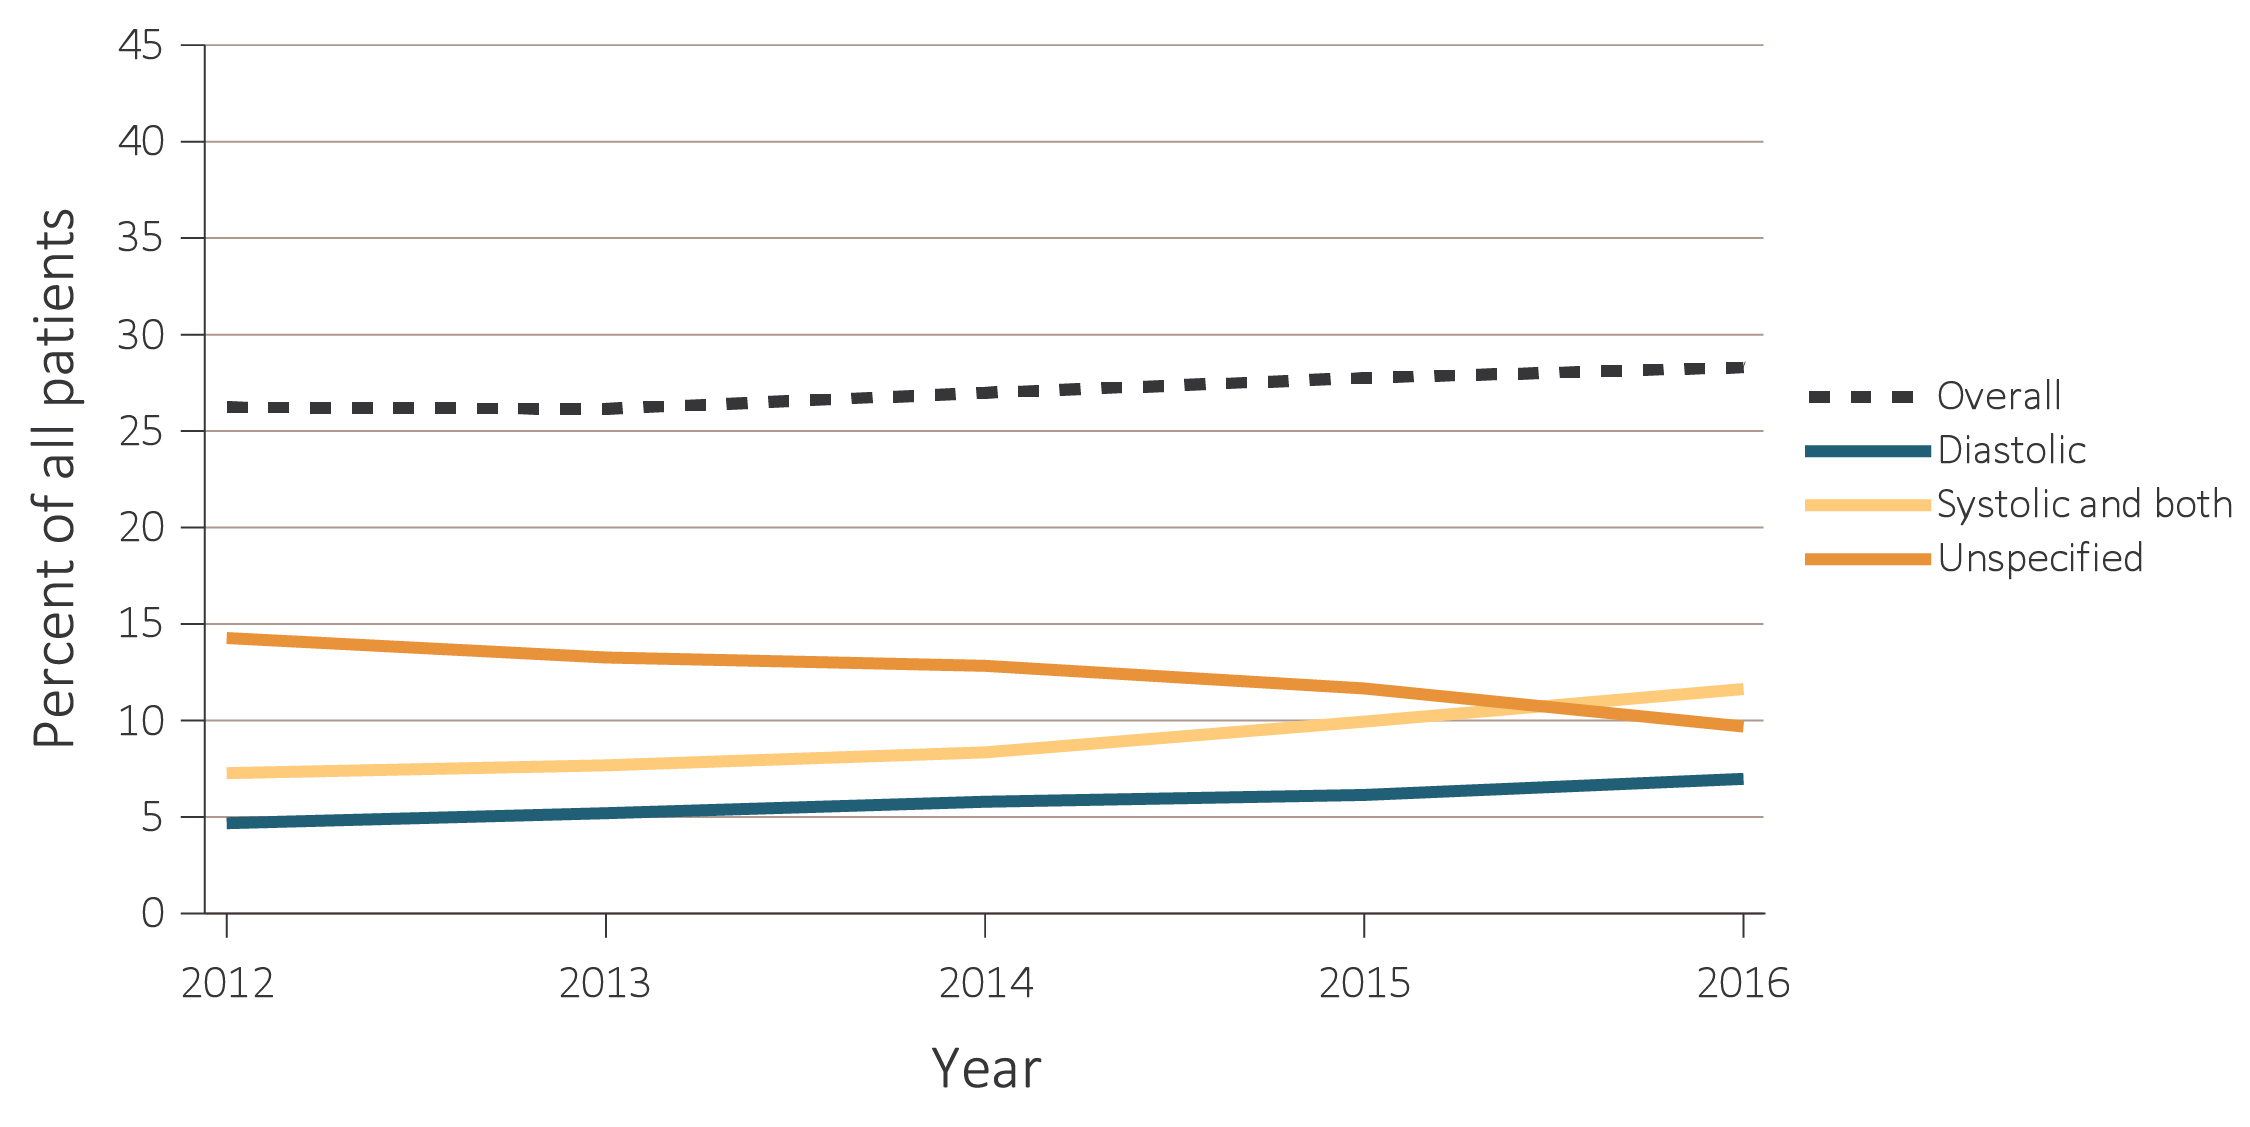 Percent of all patients
45
40
35
30
25
20
15
10
5
0
2012 2013 2014 2015 2016
Year
Overall
Diastolic
Systolic and both
Unspecified